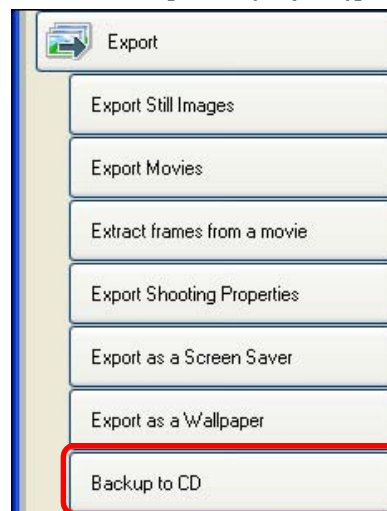 Export
Export Still Images
Export Movies
Extract frames from a movie
Export Shooting Properties
Export as a Screen Saver
Export as a Wallpaper
Backup to CD